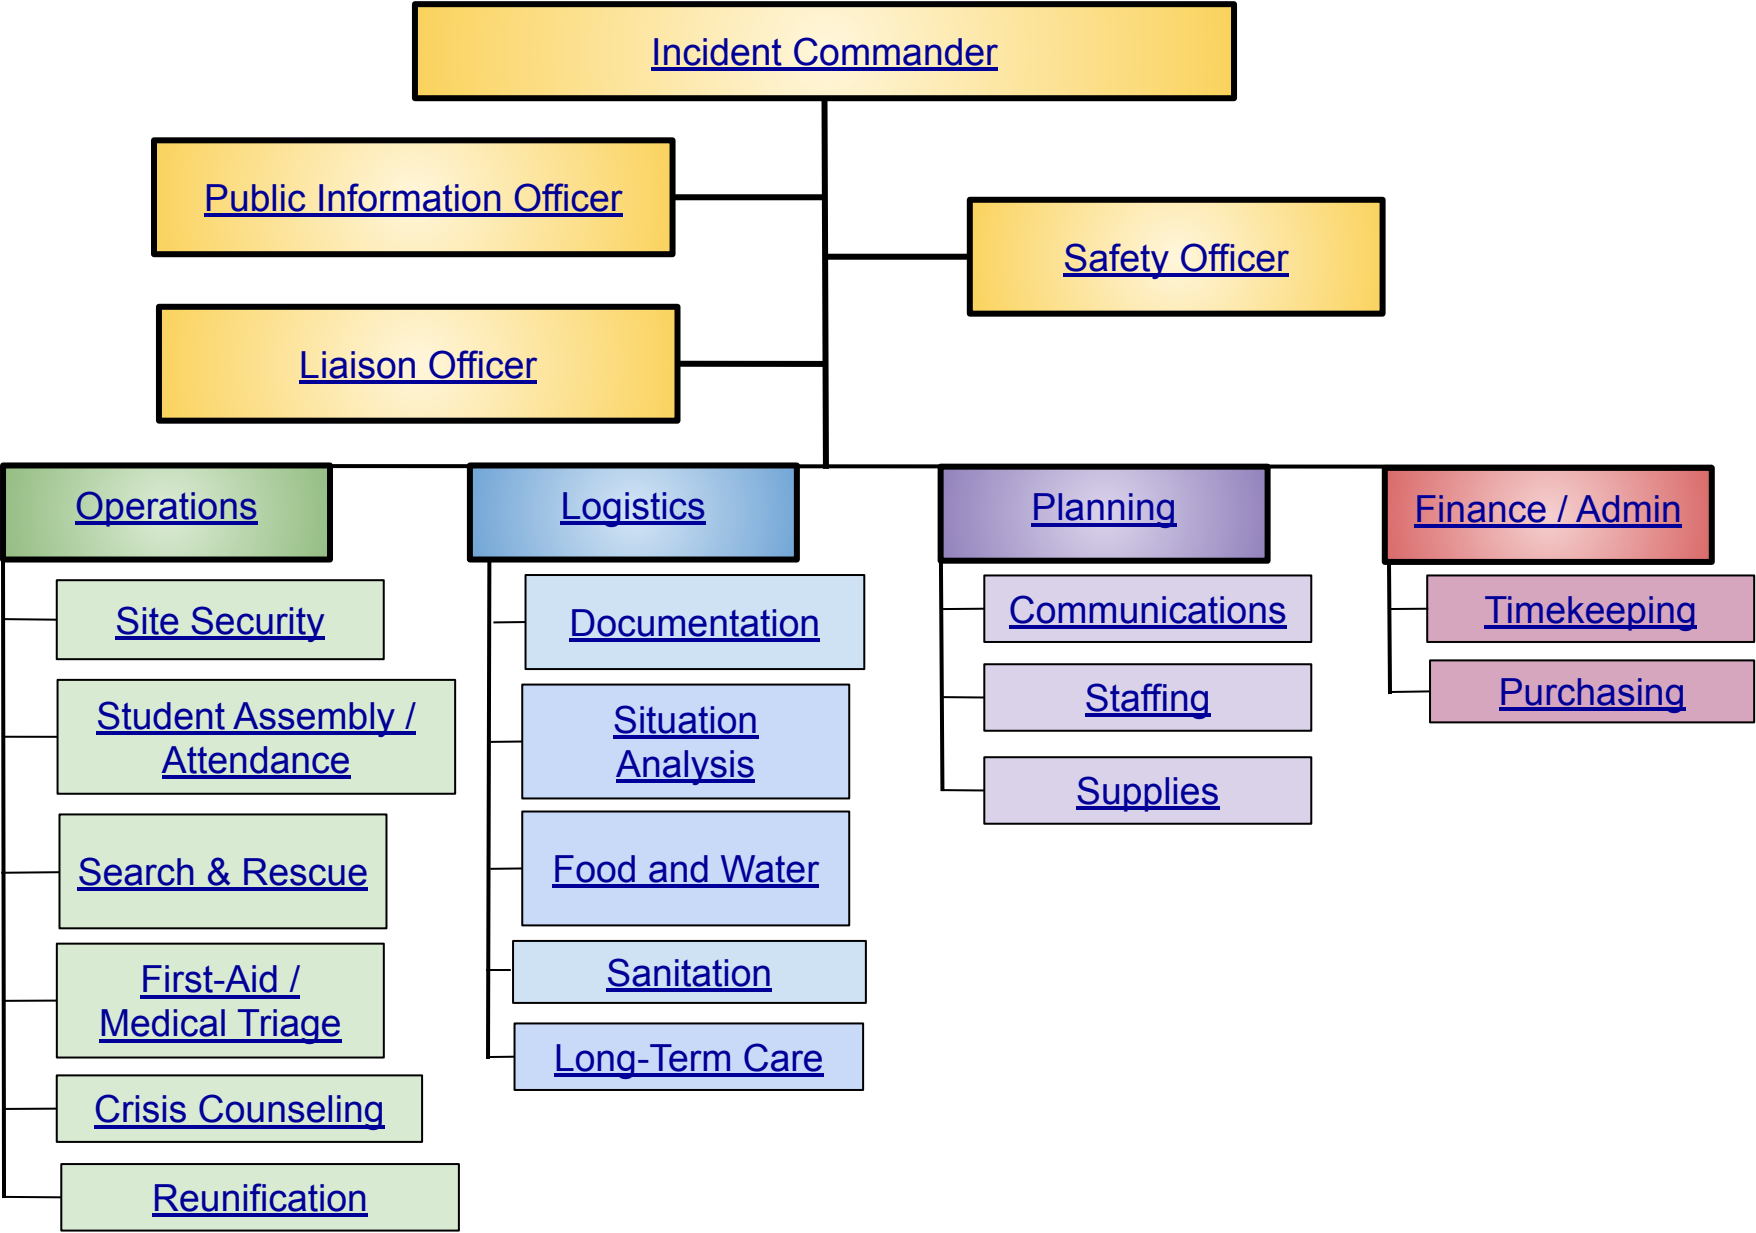 Incident Commander
Public Information Officer
Safety Officer
Liaison Officer
Operations
Logistics
Planning
Finance / Admin
Site Security
Student Assembly /
Attendance
Search & Rescue
First-Aid /
Medical Triage
Crisis Counseling
Reunification
Documentation
Situation
Analysis
Food and Water
Sanitation
Long-Term Care
Communications
Staffing
Supplies
Timekeeping
Purchasing